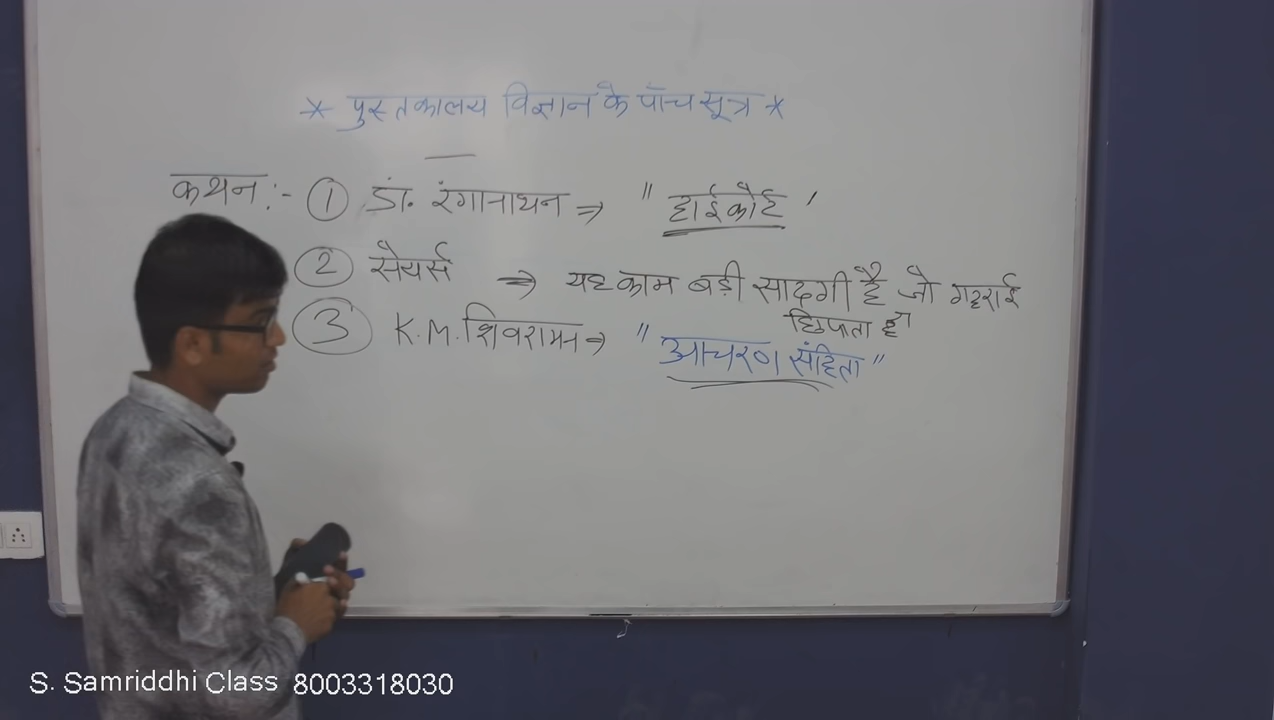 * पुस्तकालय विज्ञान के पाँच सूत्र *
कथन:- ① डां. रंगानाथन ⇒ " हाईकोर्ट '
② सैयर्स ⇒ यह काम बड़ी सादगी है जो गहराई
छिपाता है
③ K.M. शिवरामन ⇒ " आचरण संहिता "
S. Samriddhi Class 8003318030